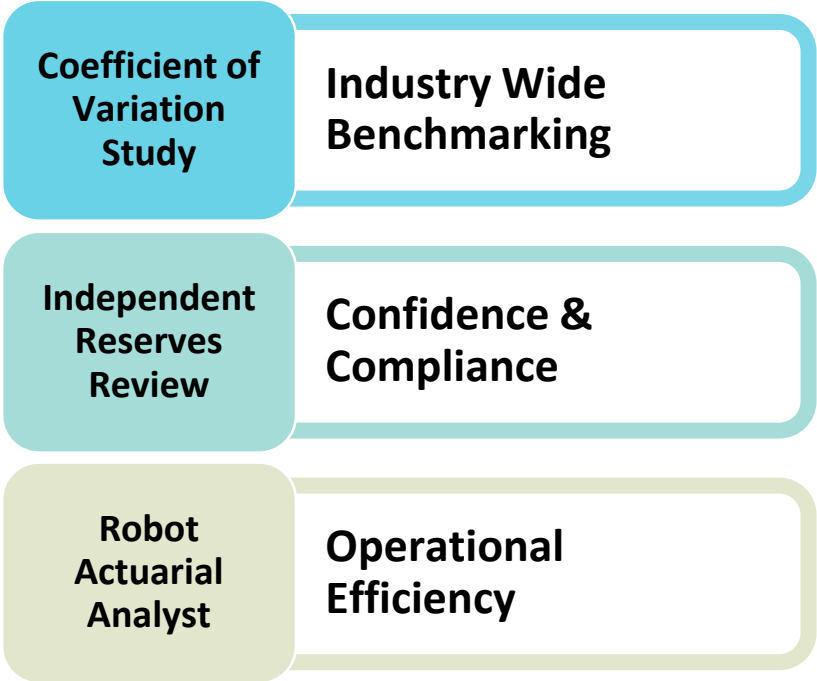 Coefficient of
Variation
Study
Industry Wide
Benchmarking
Independent
Reserves
Review
Confidence &
Compliance
Robot
Actuarial
Analyst
Operational
Efficiency